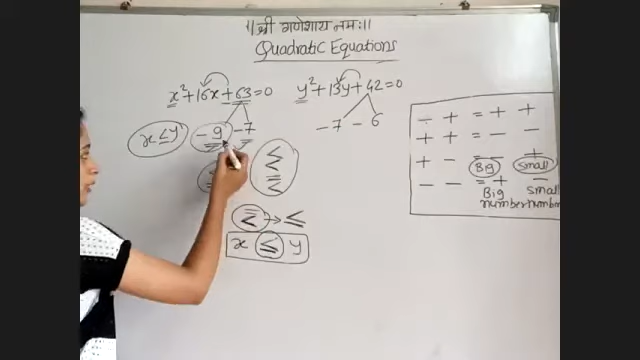 ॥ श्री गणेशाय नमः ॥
Quadratic Equations
x²+16x+63=0 y²+13y+42=0
x ≤ y -9 -7 -7 -6
- + = + +
+ + = - -
+ - = Big small
- - = + -
Big number small number
< → ≤
x ≤ y